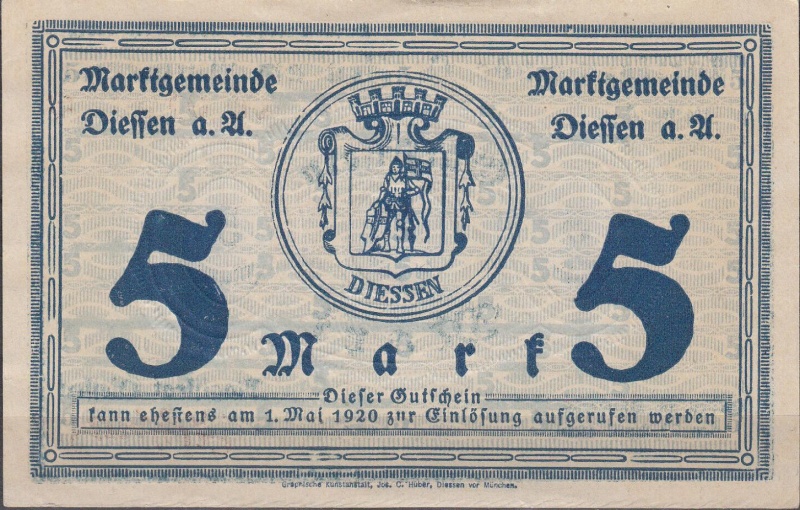 Marktgemeinde
Diessen a. A.
Marktgemeinde
Diessen a. A.
DIESSEN
5
5
Mark
Dieser Gutschein
kann ehestens am 1. Mai 1920 zur Einlösung aufgerufen werden
Graphische Kunstanstalt, Jos. C. Huber, Diessen vor München.